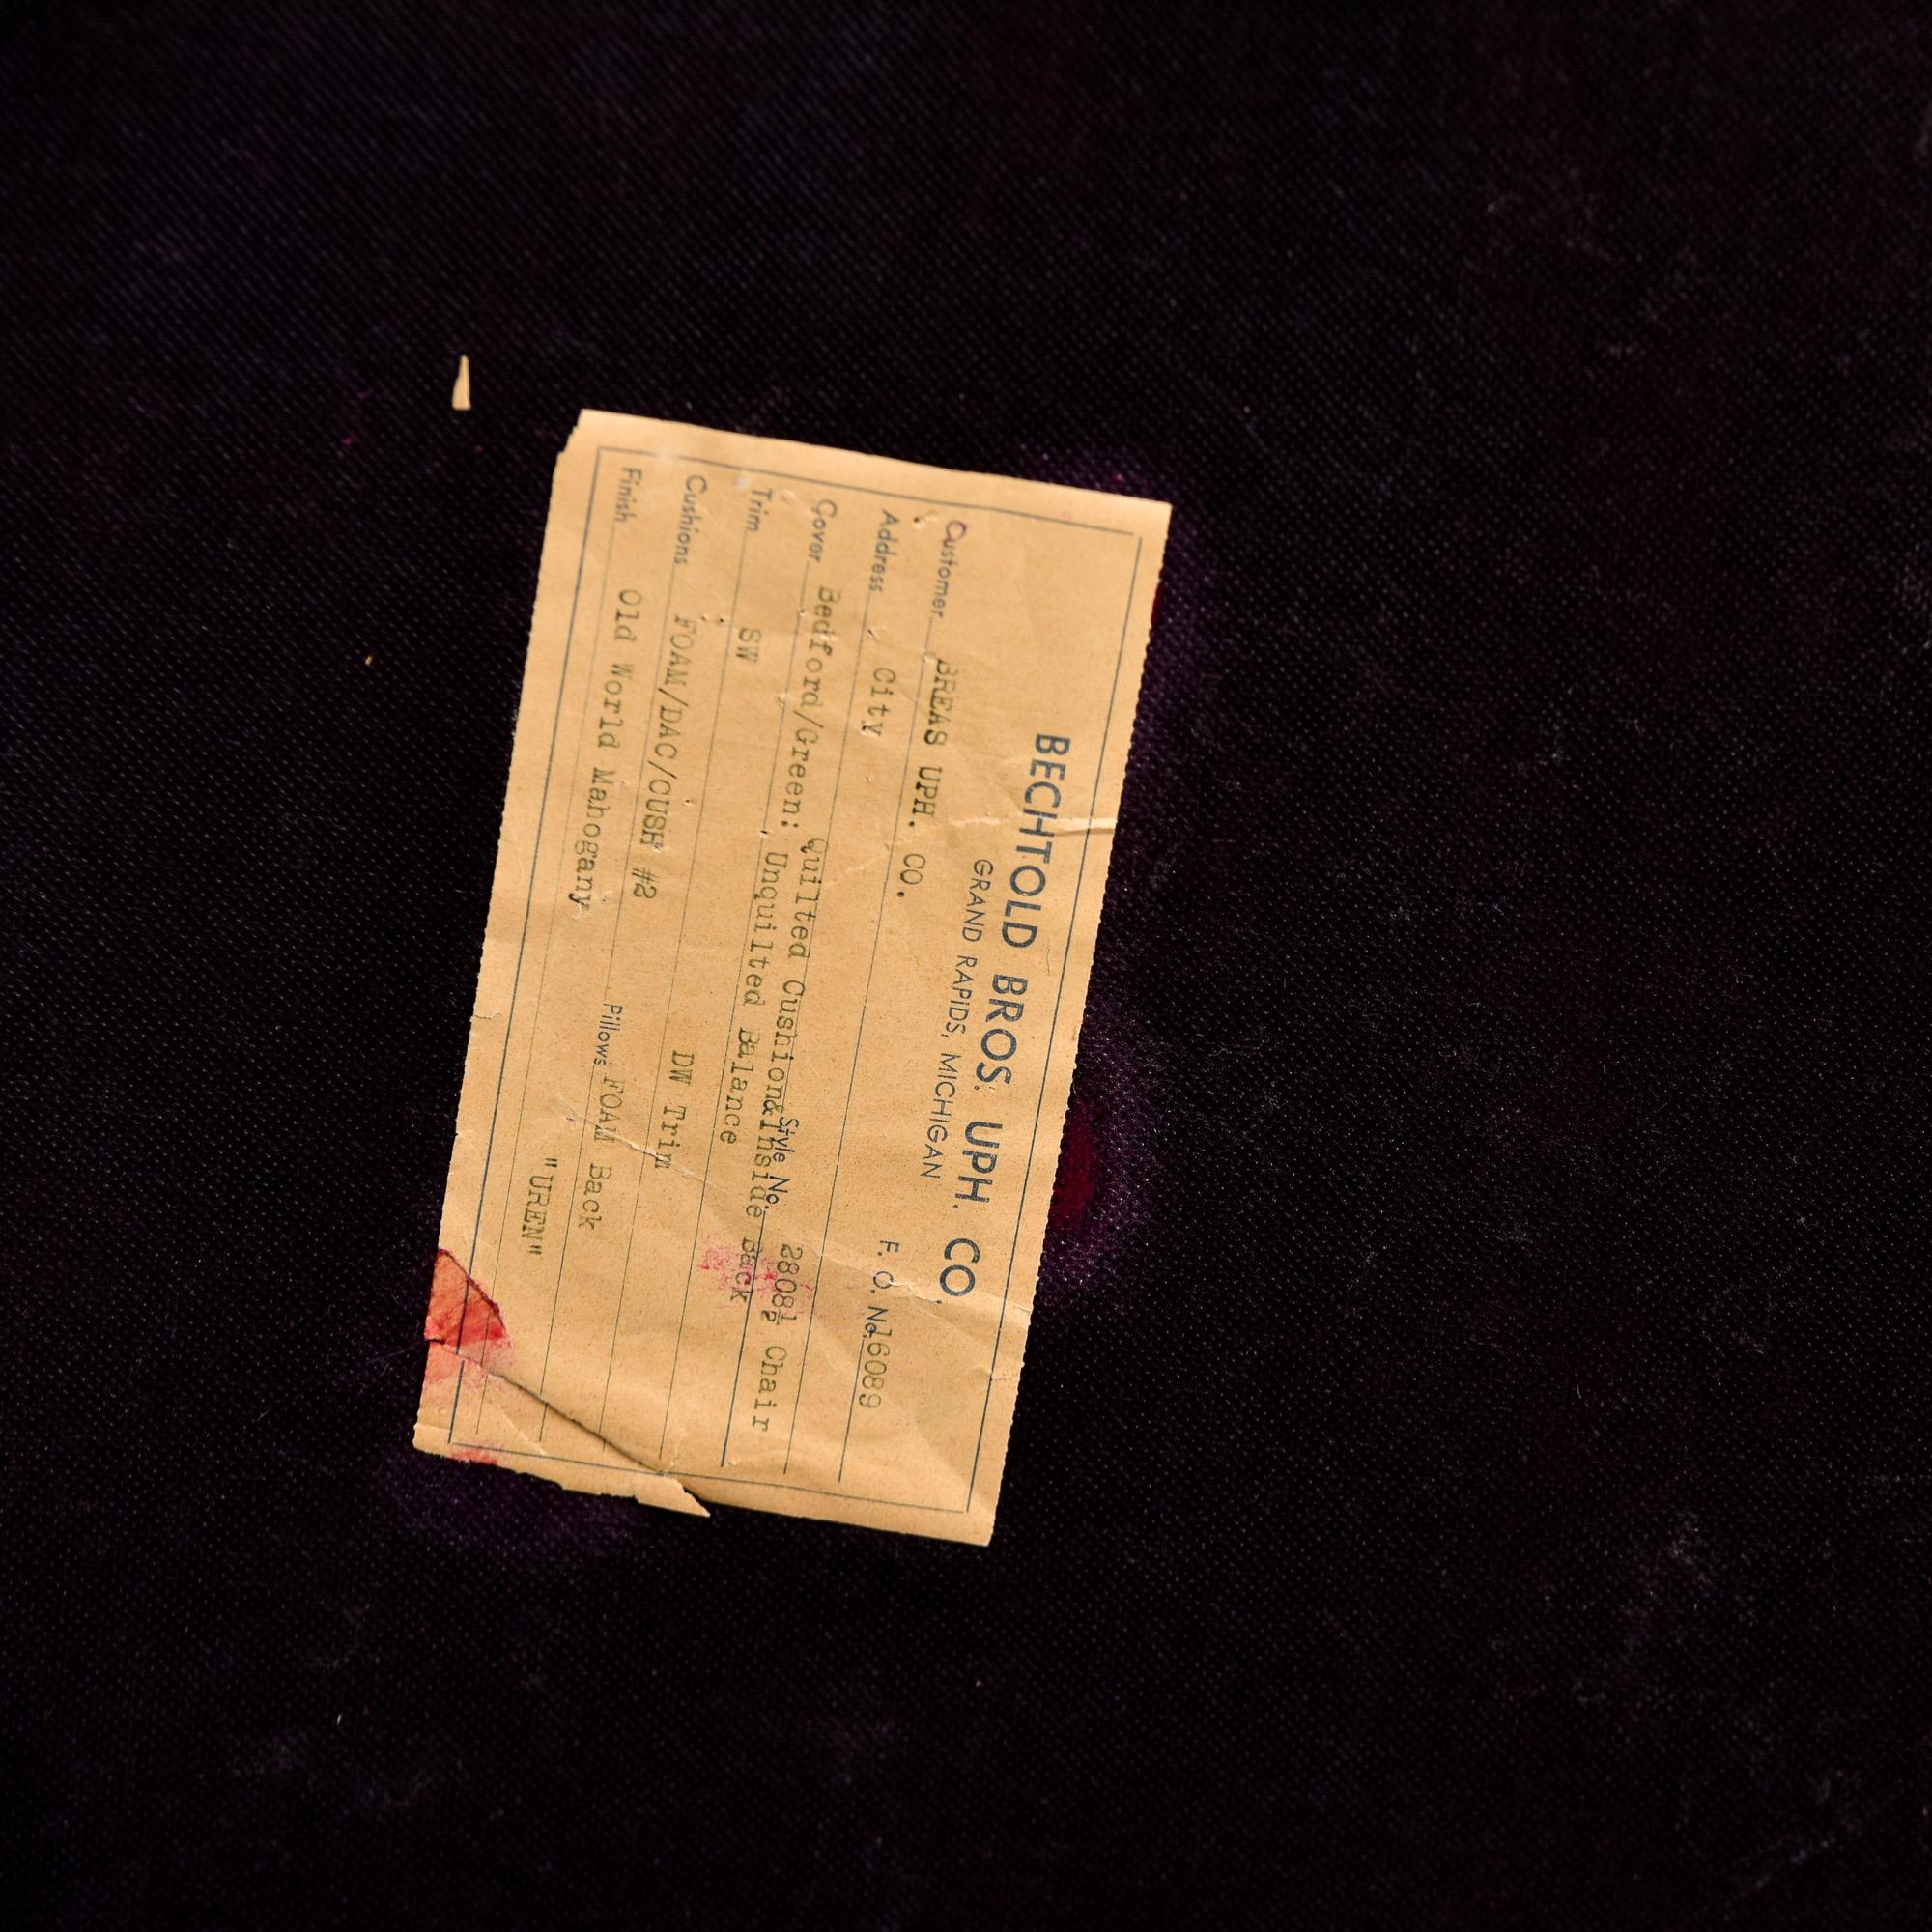 BECHTOLD BROS. UPH. CO.
GRAND RAPIDS, MICHIGAN
F. O. No. 16089
Customer BREAS UPH. CO.
Address City
Style No. 2808½ Chair
Cover Bedford/Green: Quilted Cushion&Inside Back
Unquilted Balance
Trim SW DW Trim
Cushions FOAM/DAC/CUSH #2 Pillows FOAM Back
Finish Old World Mahogany "UREN"